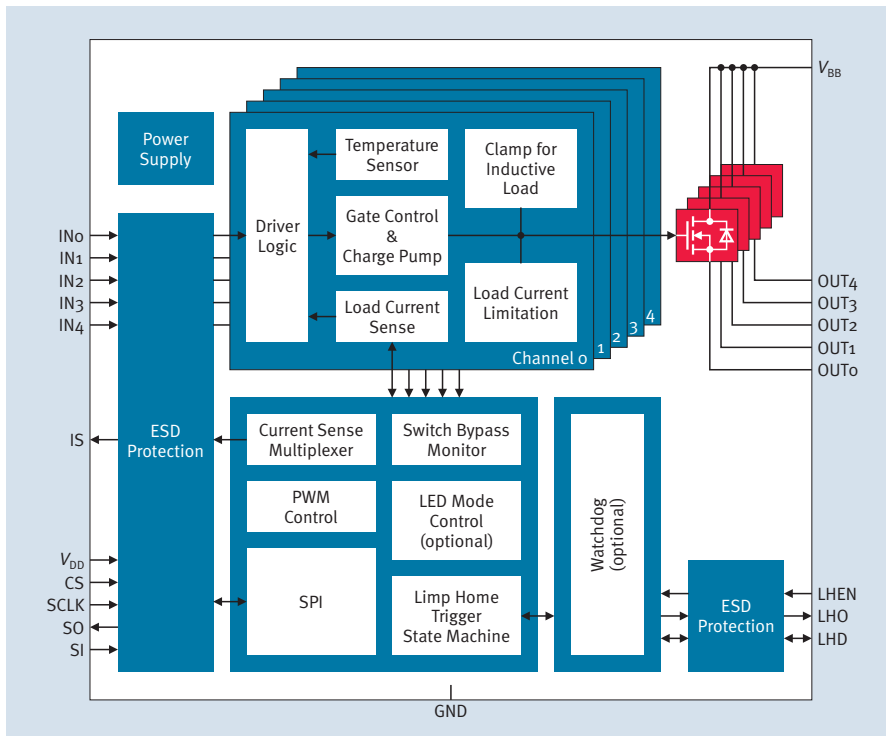 VBB
Power
Supply
Temperature
Sensor
Clamp for
Inductive
Load
Driver
Logic
Gate Control
&
Charge Pump
Load Current
Sense
Load Current
Limitation
Channel 0
1
2
3
4
IN0
IN1
IN2
IN3
IN4
OUT4
OUT3
OUT2
OUT1
OUT0
ESD
Protection
IS
VDD
CS
SCLK
SO
SI
Current Sense
Multiplexer
Switch Bypass
Monitor
PWM
Control
LED Mode
Control
(optional)
SPI
Limp Home
Trigger
State Machine
Watchdog
(optional)
ESD
Protection
LHEN
LHO
LHD
GND